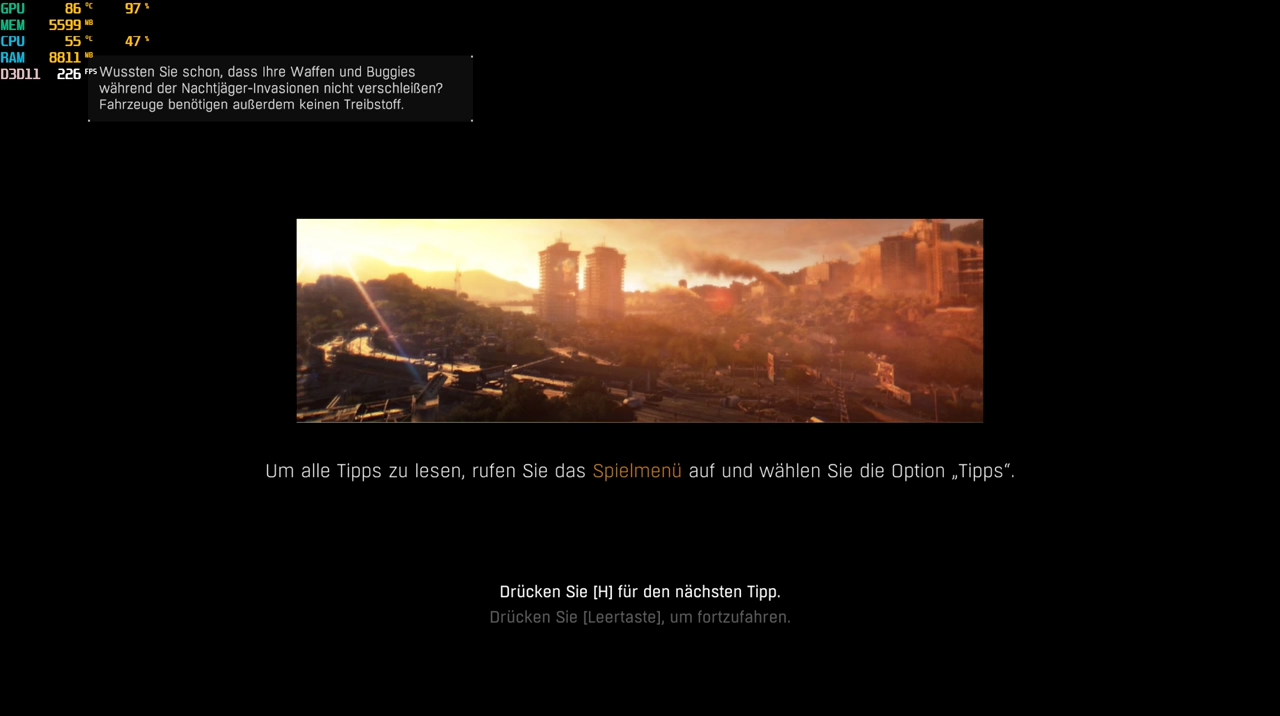 GPU 86 °C 97 %
MEM 5599 MB
CPU 55 °C 47 %
RAM 8811 MB
D3D11 226 FPS
Wussten Sie schon, dass Ihre Waffen und Buggies
während der Nachtjäger-Invasionen nicht verschleißen?
Fahrzeuge benötigen außerdem keinen Treibstoff.
Um alle Tipps zu lesen, rufen Sie das Spielmenü auf und wählen Sie die Option „Tipps“.
Drücken Sie [H] für den nächsten Tipp.
Drücken Sie [Leertaste], um fortzufahren.